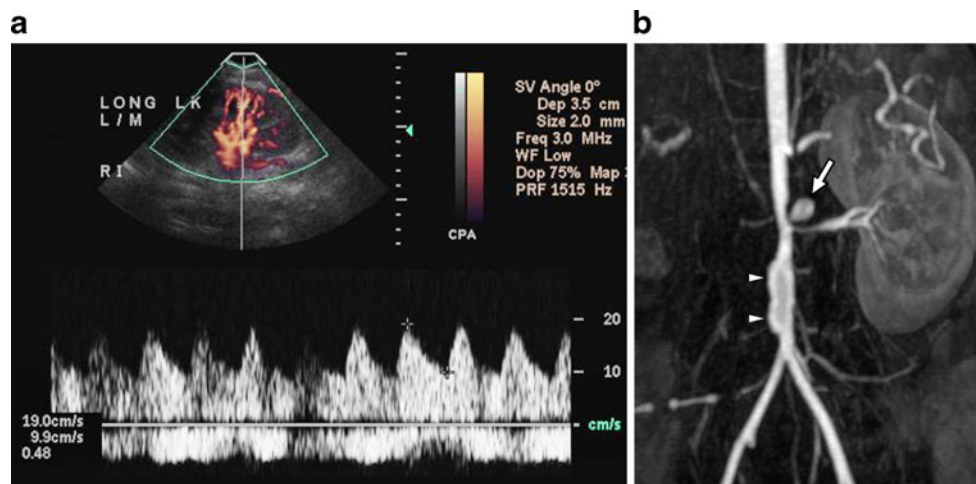 a
b
LONG LK
L/M
RI
SV Angle 0°
Dep 3.5 cm
Size 2.0 mm
Freq 3.0 MHz
WF Low
Dop 75% Map
PRF 1515 Hz
CPA
20
10
cm/s
19.0cm/s
9.9cm/s
0.48